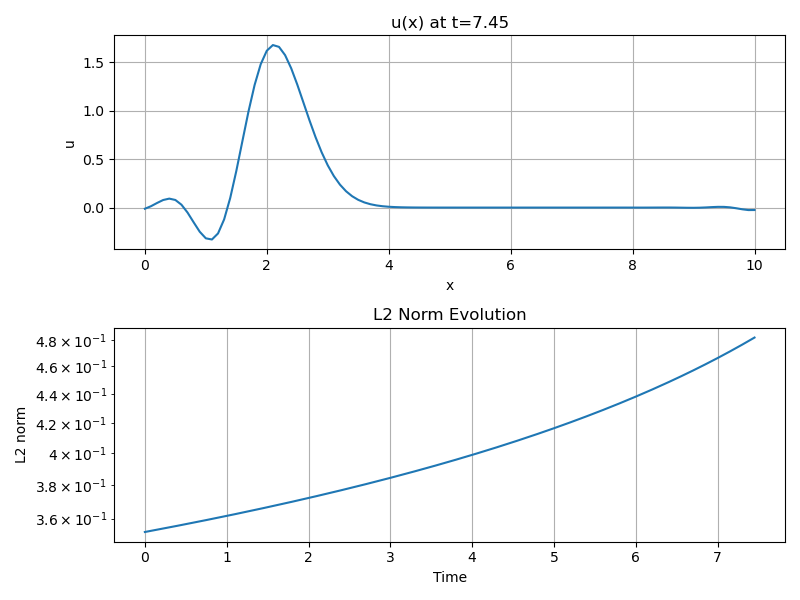 u(x) at t=7.45
1.5
1.0
0.5
0.0
u
0 2 4 6 8 10
x
L2 Norm Evolution
4.8 × 10⁻¹
4.6 × 10⁻¹
4.4 × 10⁻¹
4.2 × 10⁻¹
4 × 10⁻¹
3.8 × 10⁻¹
3.6 × 10⁻¹
L2 norm
0 1 2 3 4 5 6 7
Time